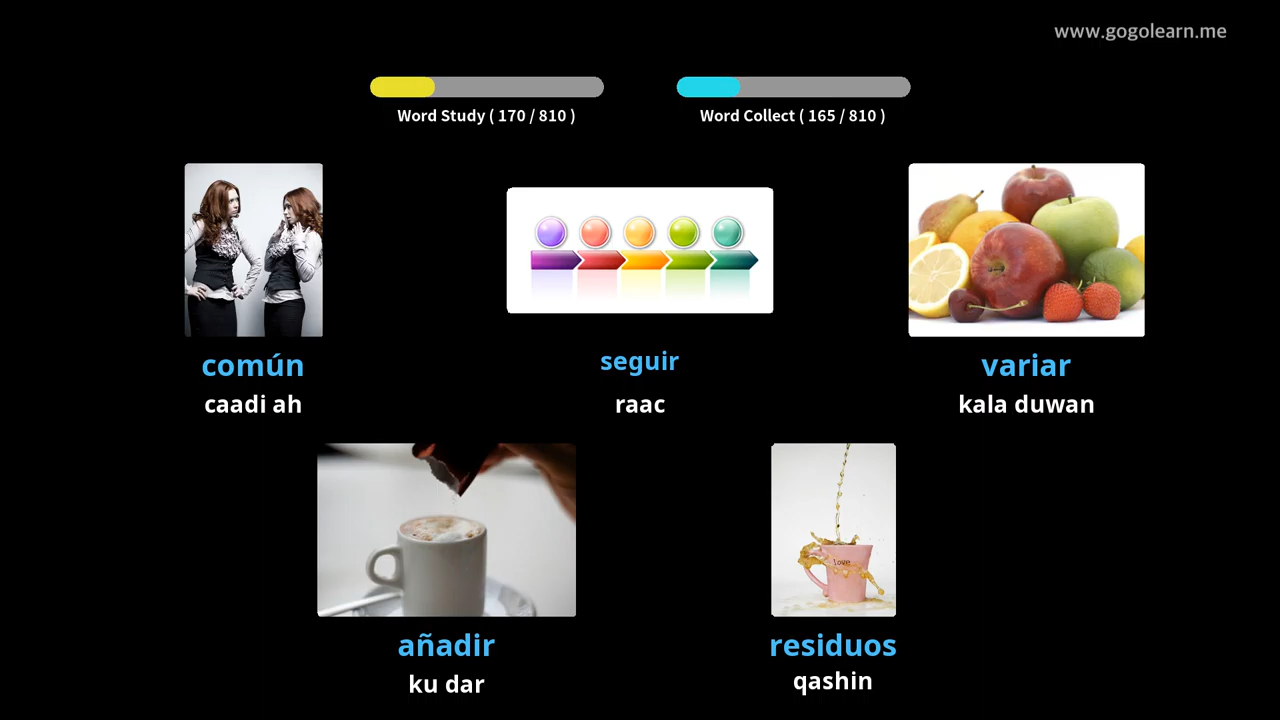 www.gogolearn.me
Word Study ( 170 / 810 )
Word Collect ( 165 / 810 )
común
caadi ah
seguir
raac
variar
kala duwan
añadir
ku dar
love
residuos
qashin